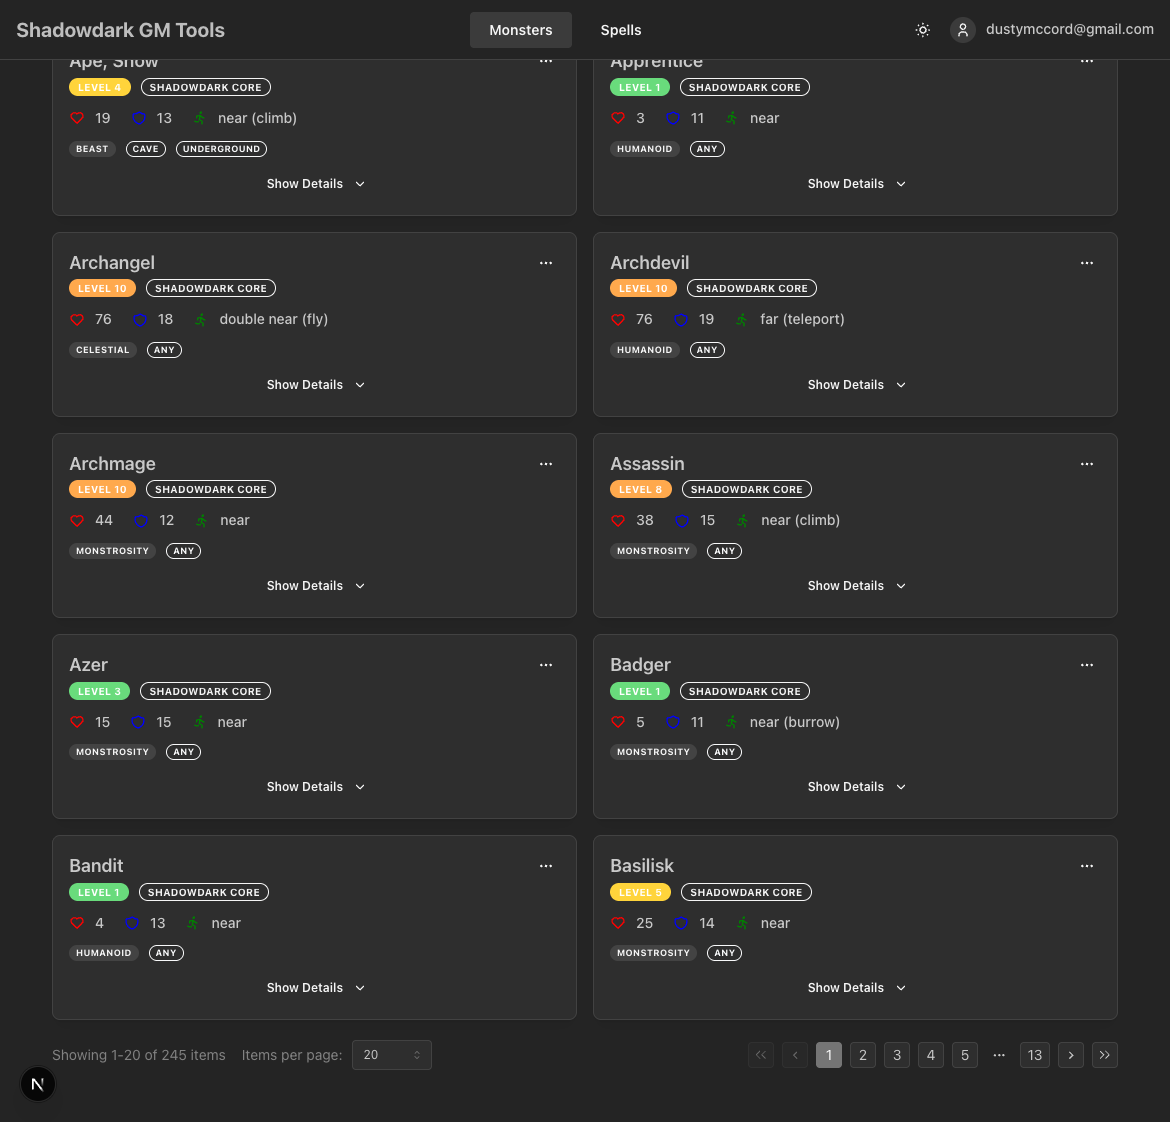 Shadowdark GM Tools Monsters Spells dustymccord@gmail.com
Ape, Snow ...
LEVEL 4 SHADOWDARK CORE
19 13 near (climb)
BEAST CAVE UNDERGROUND
Show Details
Apprentice ...
LEVEL 1 SHADOWDARK CORE
3 11 near
HUMANOID ANY
Show Details
Archangel ...
LEVEL 10 SHADOWDARK CORE
76 18 double near (fly)
CELESTIAL ANY
Show Details
Archdevil ...
LEVEL 10 SHADOWDARK CORE
76 19 far (teleport)
HUMANOID ANY
Show Details
Archmage ...
LEVEL 10 SHADOWDARK CORE
44 12 near
MONSTROSITY ANY
Show Details
Assassin ...
LEVEL 8 SHADOWDARK CORE
38 15 near (climb)
MONSTROSITY ANY
Show Details
Azer ...
LEVEL 3 SHADOWDARK CORE
15 15 near
MONSTROSITY ANY
Show Details
Badger ...
LEVEL 1 SHADOWDARK CORE
5 11 near (burrow)
MONSTROSITY ANY
Show Details
Bandit ...
LEVEL 1 SHADOWDARK CORE
4 13 near
HUMANOID ANY
Show Details
Basilisk ...
LEVEL 5 SHADOWDARK CORE
25 14 near
MONSTROSITY ANY
Show Details
Showing 1-20 of 245 items Items per page: 20 << < 1 2 3 4 5 ... 13 > >>
N